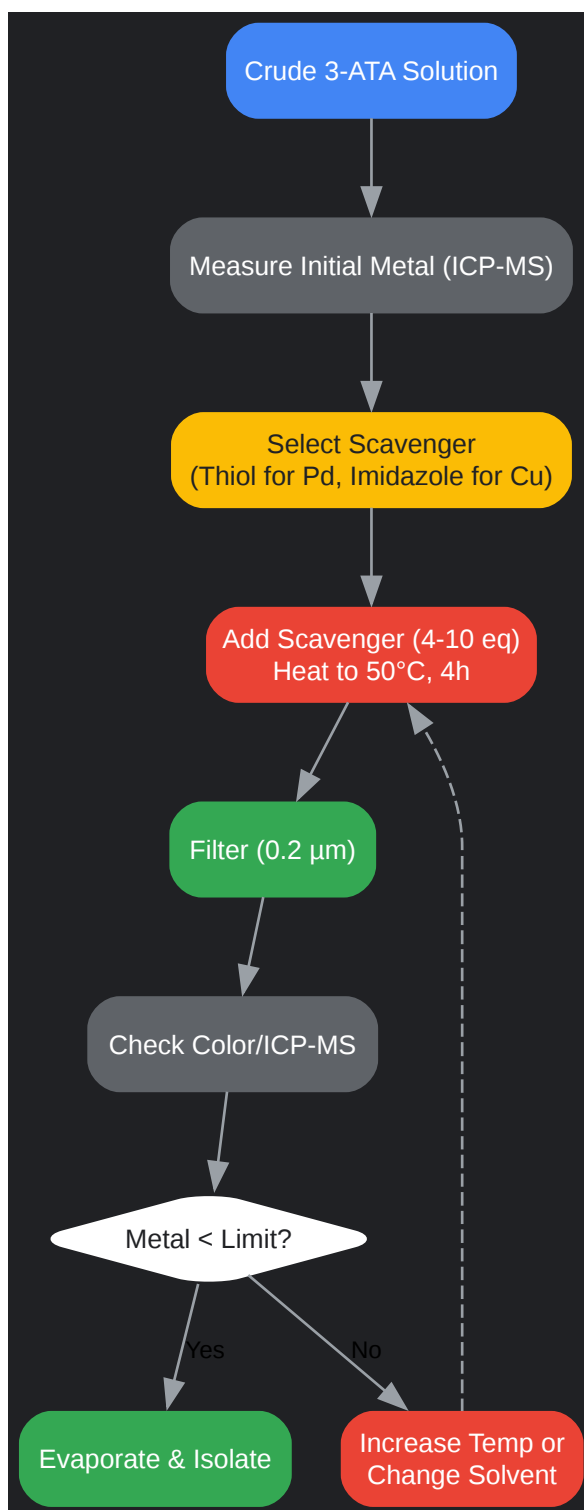 Crude 3-ATA Solution
Measure Initial Metal (ICP-MS)
Select Scavenger
(Thiol for Pd, Imidazole for Cu)
Add Scavenger (4-10 eq)
Heat to 50°C, 4h
Filter (0.2 µm)
Check Color/ICP-MS
Metal < Limit?
Yes
No
Evaporate & Isolate
Increase Temp or
Change Solvent